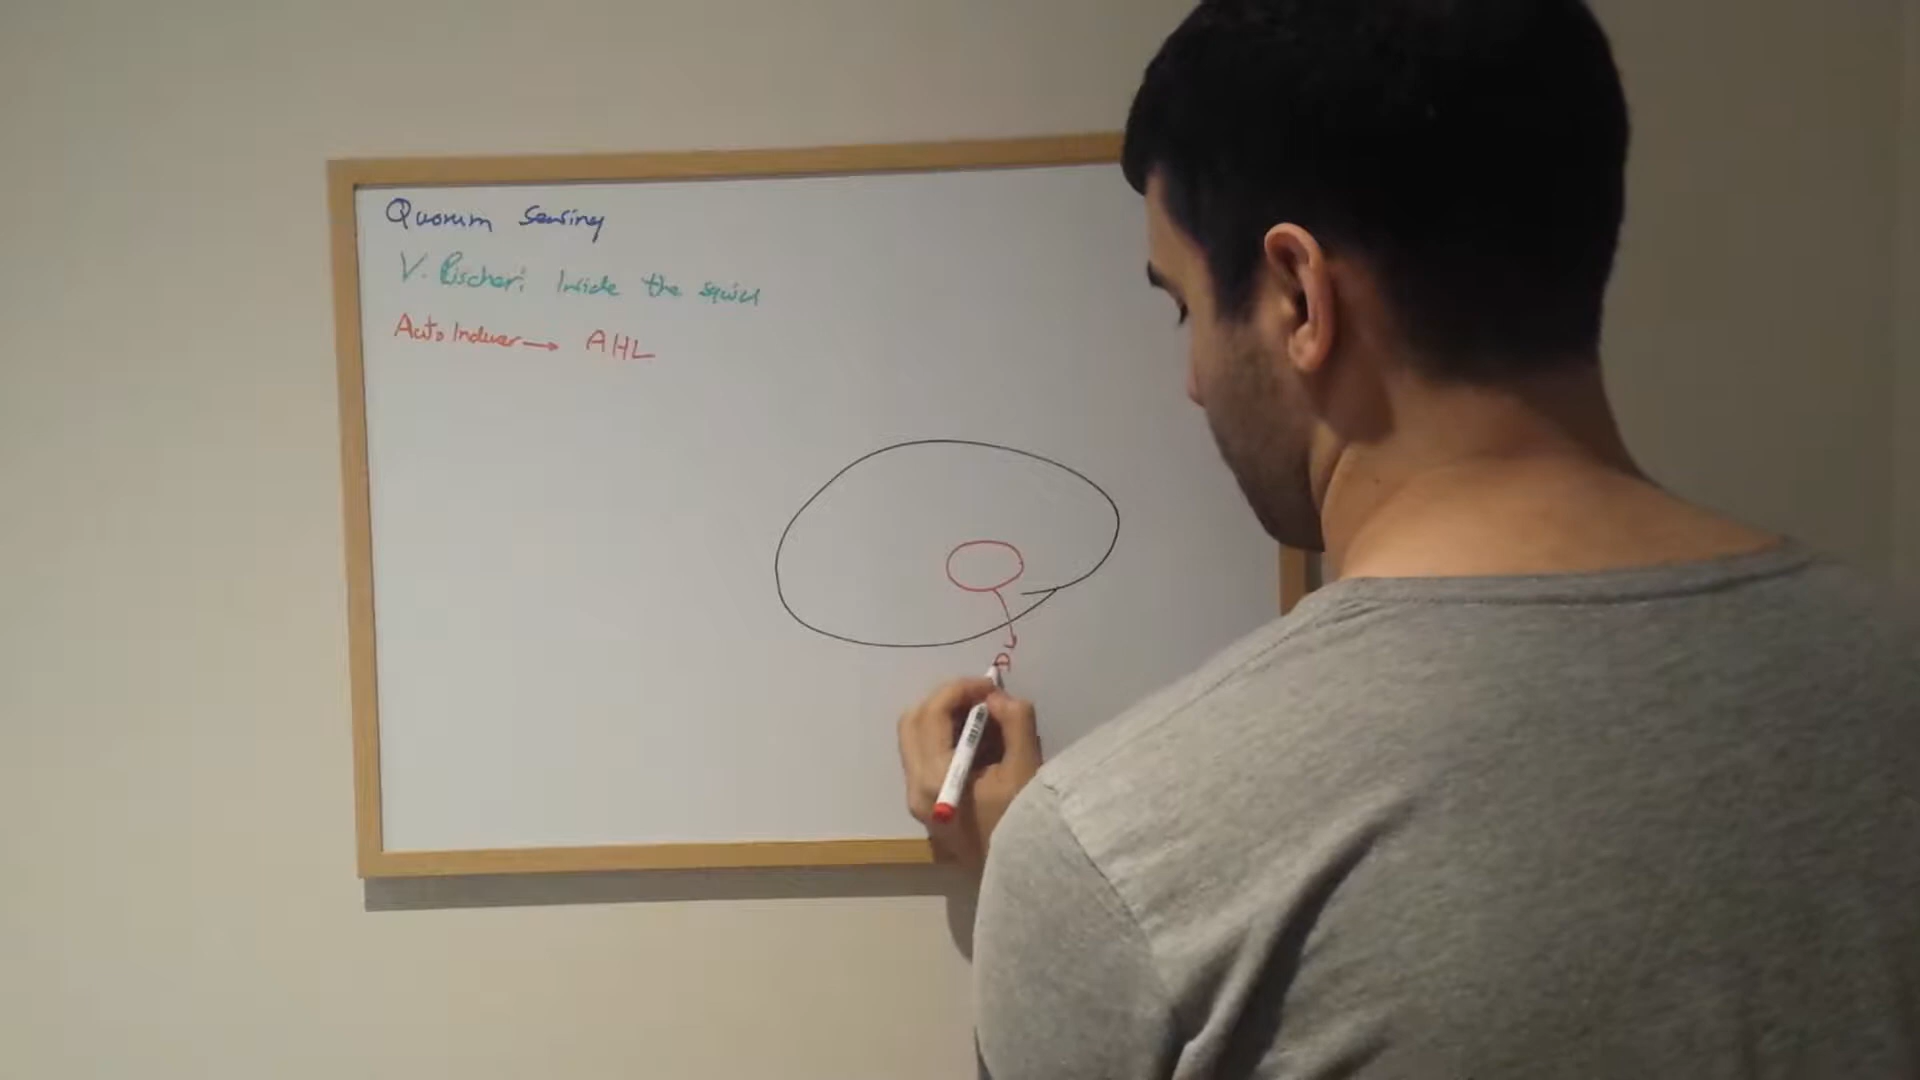 Quorum Sensing
V. Fischeri Inside the squid
Auto Inducer → AHL
A